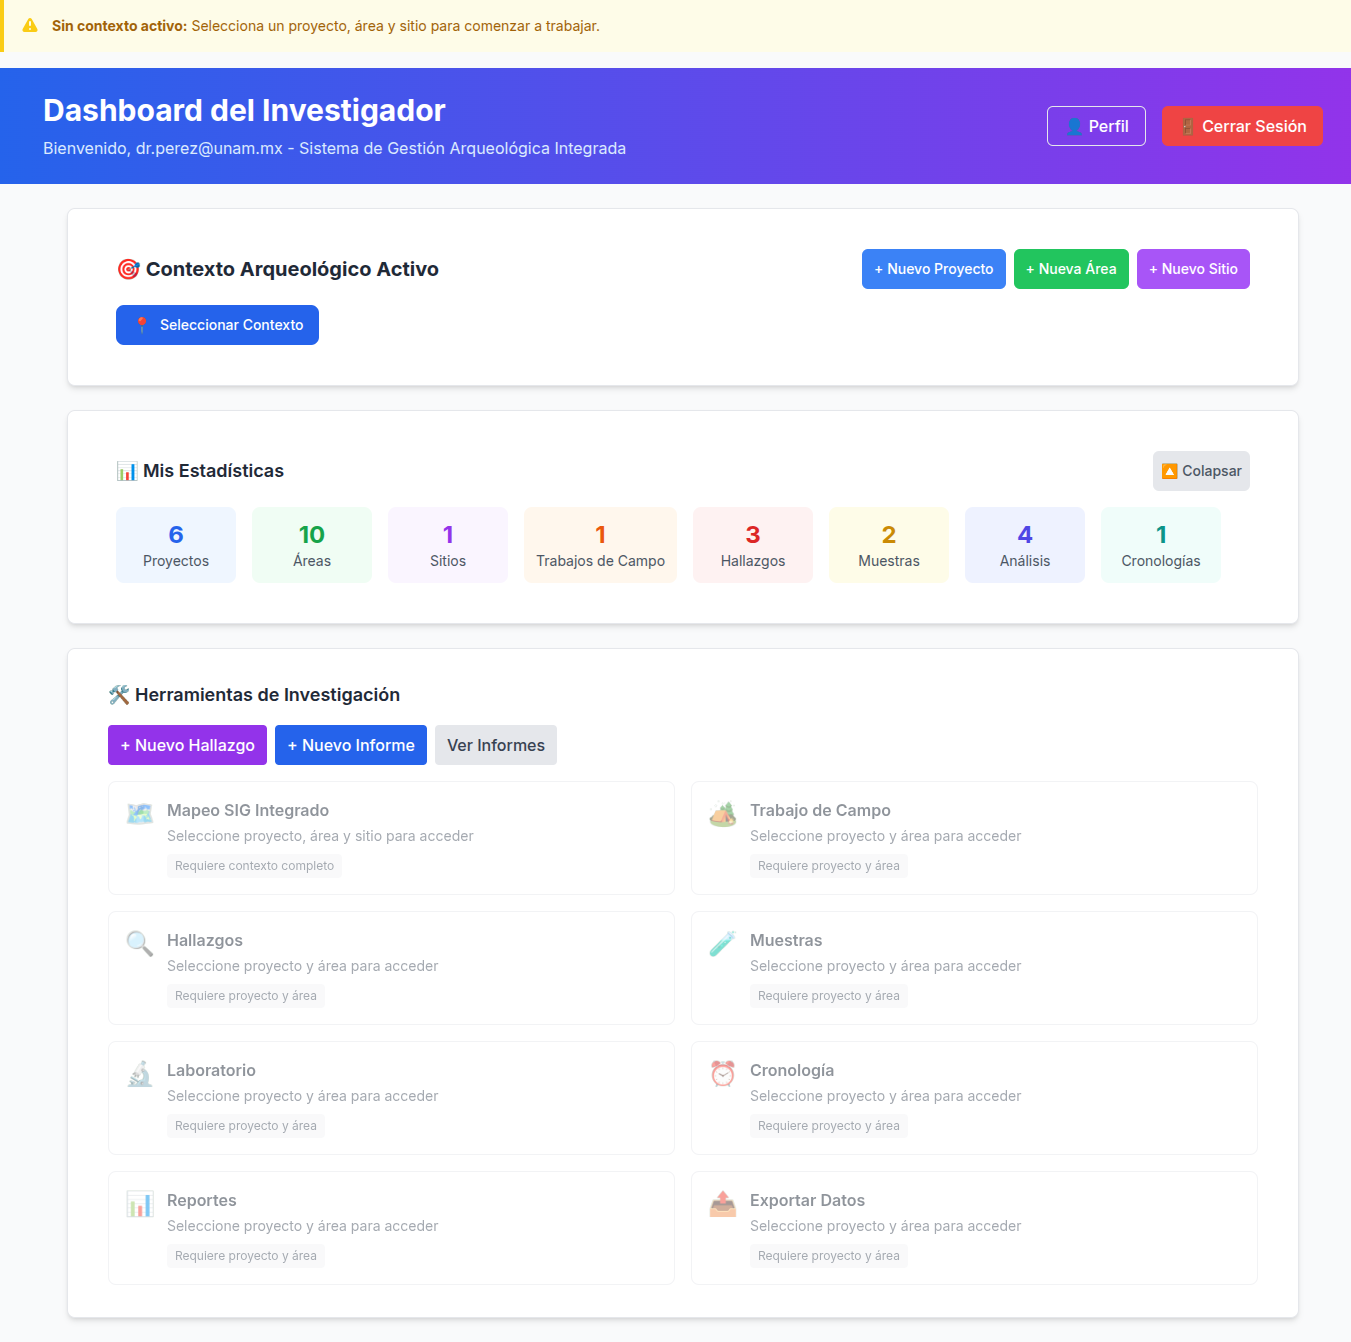 Sin contexto activo: Selecciona un proyecto, área y sitio para comenzar a trabajar.
Dashboard del Investigador
Bienvenido, dr.perez@unam.mx - Sistema de Gestión Arqueológica Integrada
Perfil
Cerrar Sesión
Contexto Arqueológico Activo
+ Nuevo Proyecto
+ Nueva Área
+ Nuevo Sitio
Seleccionar Contexto
Mis Estadísticas
Colapsar
6
Proyectos
10
Áreas
1
Sitios
1
Trabajos de Campo
3
Hallazgos
2
Muestras
4
Análisis
1
Cronologías
Herramientas de Investigación
+ Nuevo Hallazgo
+ Nuevo Informe
Ver Informes
Mapeo SIG Integrado
Seleccione proyecto, área y sitio para acceder
Requiere contexto completo
Trabajo de Campo
Seleccione proyecto y área para acceder
Requiere proyecto y área
Hallazgos
Seleccione proyecto y área para acceder
Requiere proyecto y área
Muestras
Seleccione proyecto y área para acceder
Requiere proyecto y área
Laboratorio
Seleccione proyecto y área para acceder
Requiere proyecto y área
Cronología
Seleccione proyecto y área para acceder
Requiere proyecto y área
Reportes
Seleccione proyecto y área para acceder
Requiere proyecto y área
Exportar Datos
Seleccione proyecto y área para acceder
Requiere proyecto y área